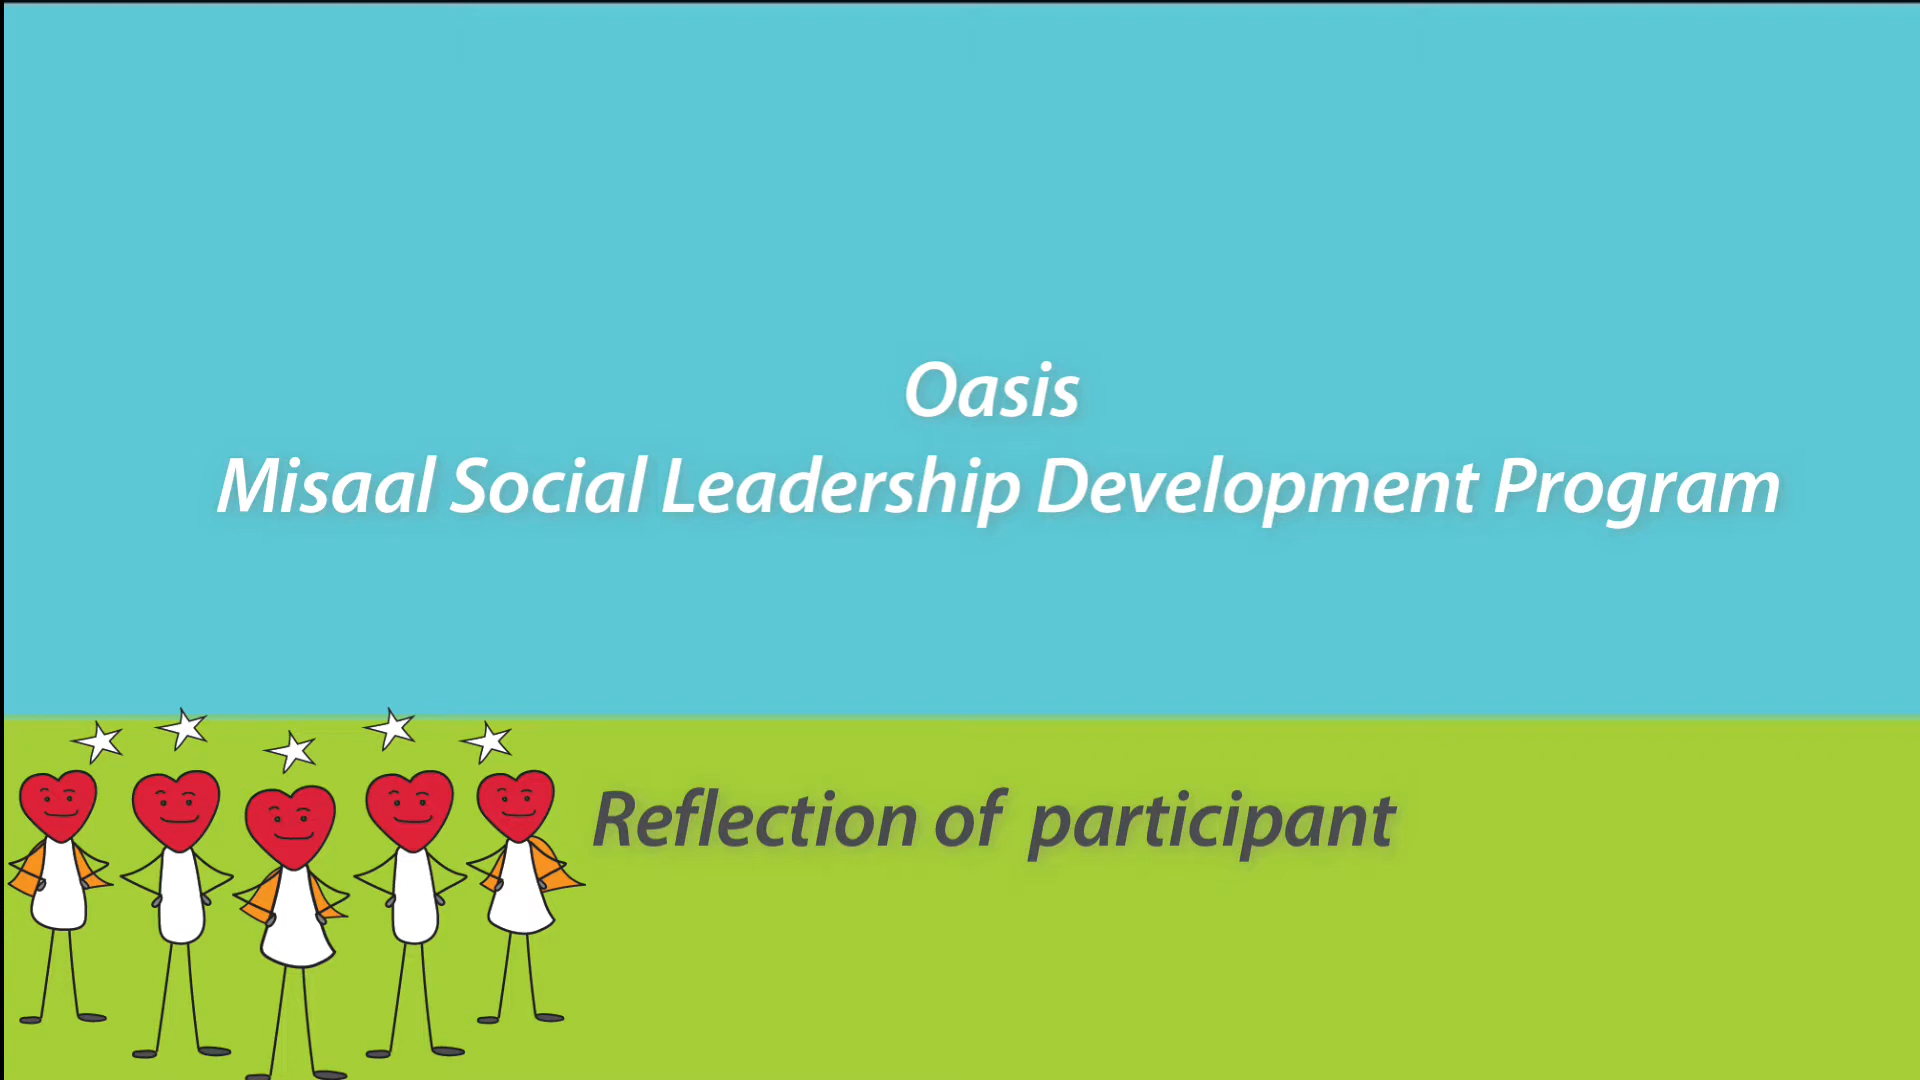 Oasis
Misaal Social Leadership Development Program
Reflection of participant